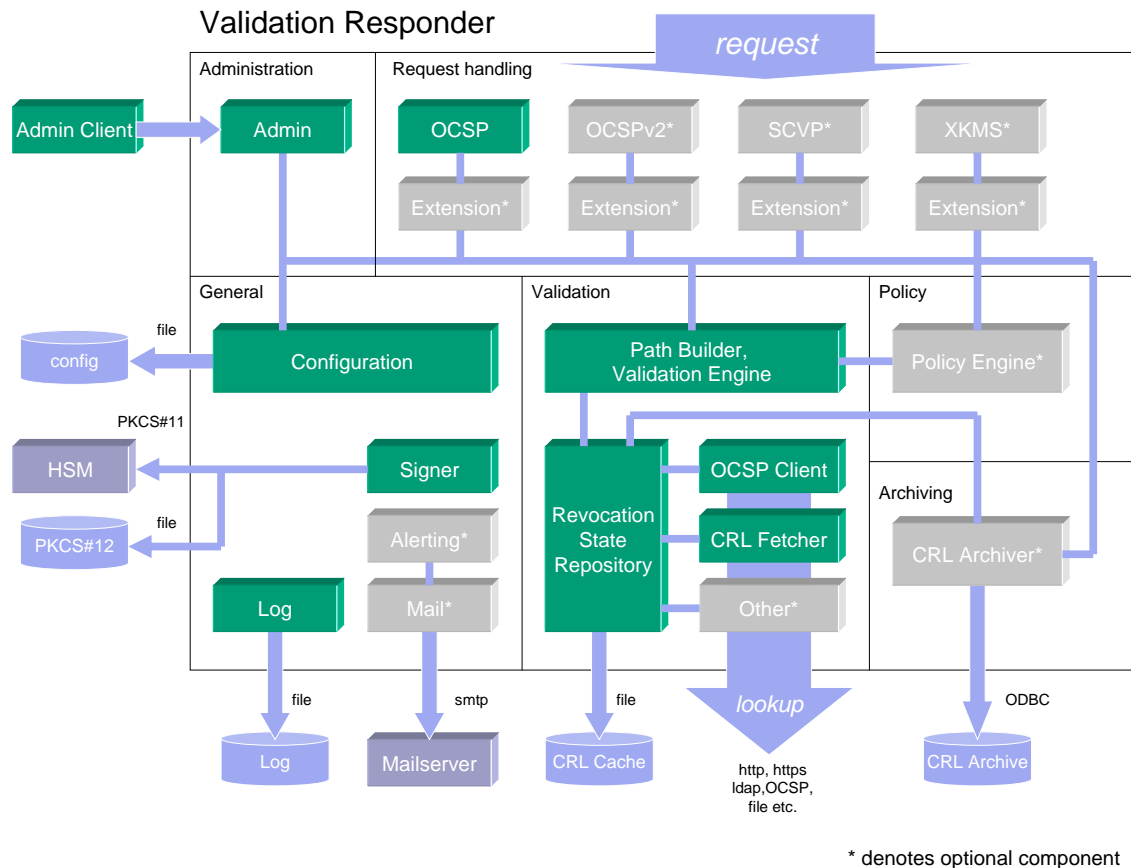 Validation Responder
request
Administration
Request handling
Admin Client
Admin
OCSP
OCSPv2*
SCVP*
XKMS*
Extension*
Extension*
Extension*
Extension*
General
Validation
Policy
file
config
Configuration
Path Builder,
Validation Engine
Policy Engine*
PKCS#11
HSM
Signer
OCSP Client
Archiving
file
PKCS#12
Alerting*
Revocation
State
Repository
CRL Fetcher
CRL Archiver*
Log
Mail*
Other*
file
smtp
file
lookup
ODBC
Log
Mailserver
CRL Cache
CRL Archive
http, https
ldap,OCSP,
file etc.
* denotes optional component